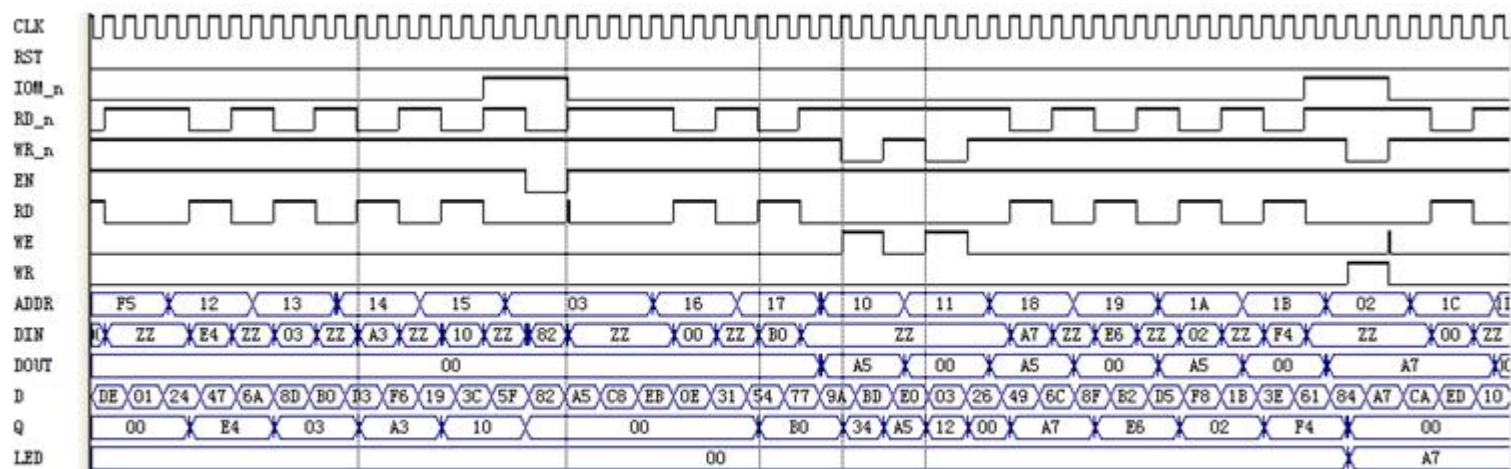 CLK
RST
IOM_n
RD_n
WR_n
EN
RD
WE
WR
ADDR F5 12 13 14 15 03 16 17 10 11 18 19 1A 1B 02 1C
DIN ZZ E4 ZZ 03 ZZ A3 ZZ 10 ZZ 82 ZZ 00 ZZ B0 ZZ A7 ZZ E6 ZZ 02 ZZ F4 ZZ 00 ZZ
DOUT 00 A5 00 A5 00 A5 00 A7
D DE 01 24 47 6A 8D B0 D3 F6 19 3C 5F 82 A5 C8 EB 0E 31 54 77 9A BD E0 03 26 49 6C 8F B2 D5 F8 1B 3E 61 84 A7 CA ED 10
Q 00 E4 03 A3 10 00 B0 34 A5 12 00 A7 E6 02 F4 00
LED 00 A7